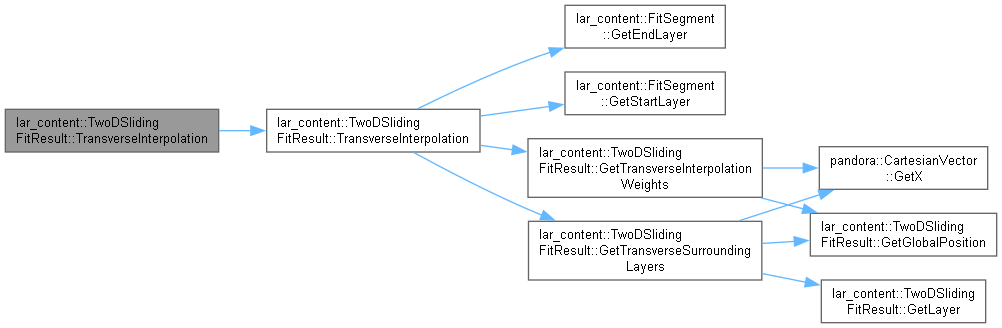 lar_content::TwoDSliding
FitResult::TransverseInterpolation
lar_content::TwoDSliding
FitResult::TransverseInterpolation
lar_content::FitSegment
::GetEndLayer
lar_content::FitSegment
::GetStartLayer
lar_content::TwoDSliding
FitResult::GetTransverseInterpolation
Weights
lar_content::TwoDSliding
FitResult::GetTransverseSurrounding
Layers
pandora::CartesianVector
::GetX
lar_content::TwoDSliding
FitResult::GetGlobalPosition
lar_content::TwoDSliding
FitResult::GetLayer